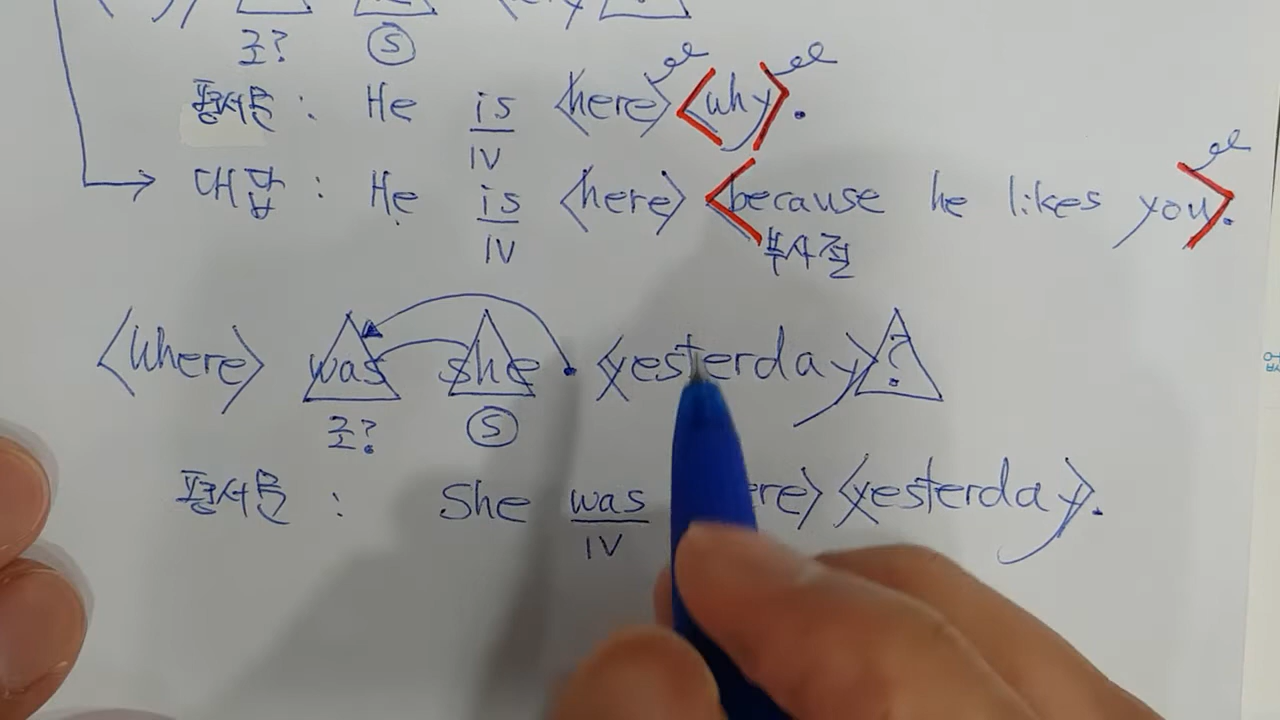 조? ⓢ
평서문 : He is <here> <why>.
IV
대답 : He is <here> <because he likes you>.
IV 부사절
<Where> was she <yesterday> ?
조? ⓢ
평서문 : She was ere> <yesterday>.
IV